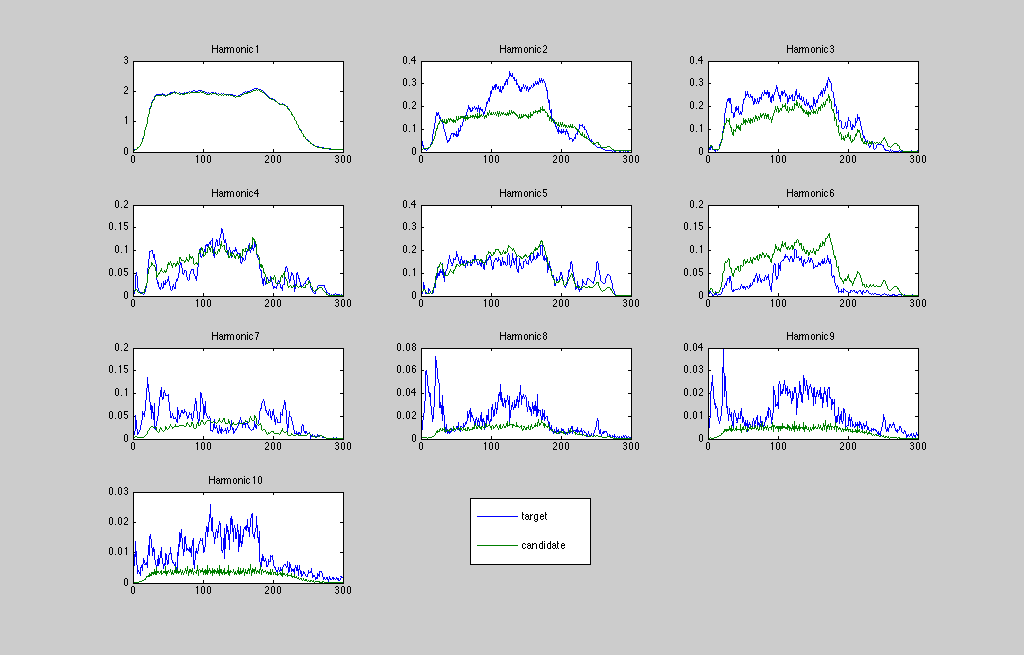 Harmonic1 Harmonic2 Harmonic3
3 0.4 0.4
0.3 0.3
2
0.2 0.2
1
0.1 0.1
0 0 0
0 100 200 300 0 100 200 300 0 100 200 300
Harmonic4 Harmonic5 Harmonic6
0.2 0.4 0.2
0.15 0.3 0.15
0.1 0.2 0.1
0.05 0.1 0.05
0 0 0
0 100 200 300 0 100 200 300 0 100 200 300
Harmonic7 Harmonic8 Harmonic9
0.2 0.08 0.04
0.15 0.06 0.03
0.1 0.04 0.02
0.05 0.02 0.01
0 0 0
0 100 200 300 0 100 200 300 0 100 200 300
Harmonic10
0.03
0.02
0.01
0
0 100 200 300
target
candidate